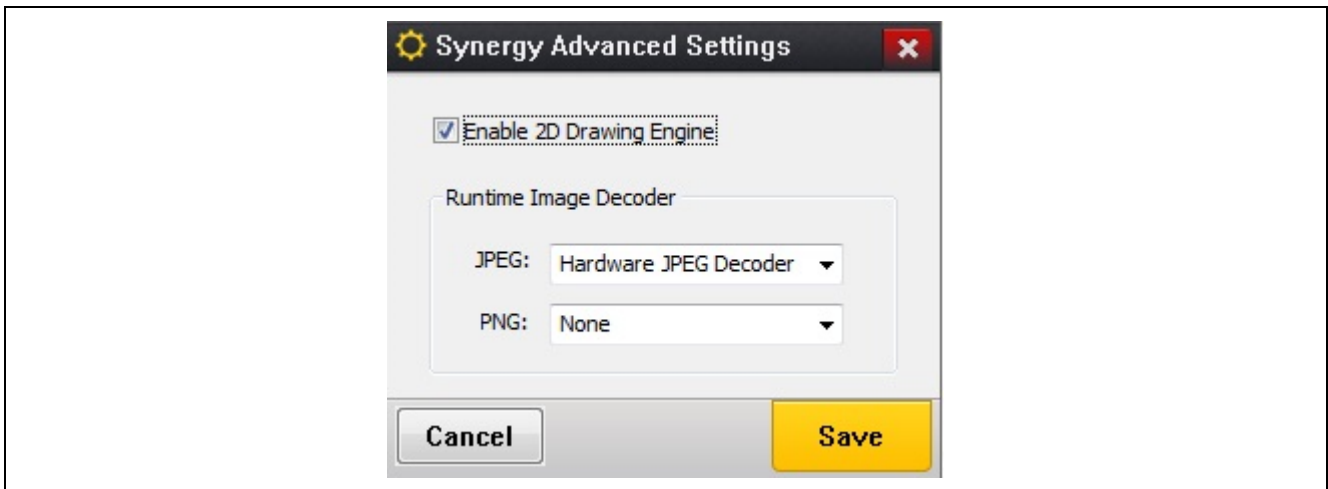 Synergy Advanced Settings
Enable 2D Drawing Engine
Runtime Image Decoder
JPEG: Hardware JPEG Decoder
PNG: None
Cancel Save